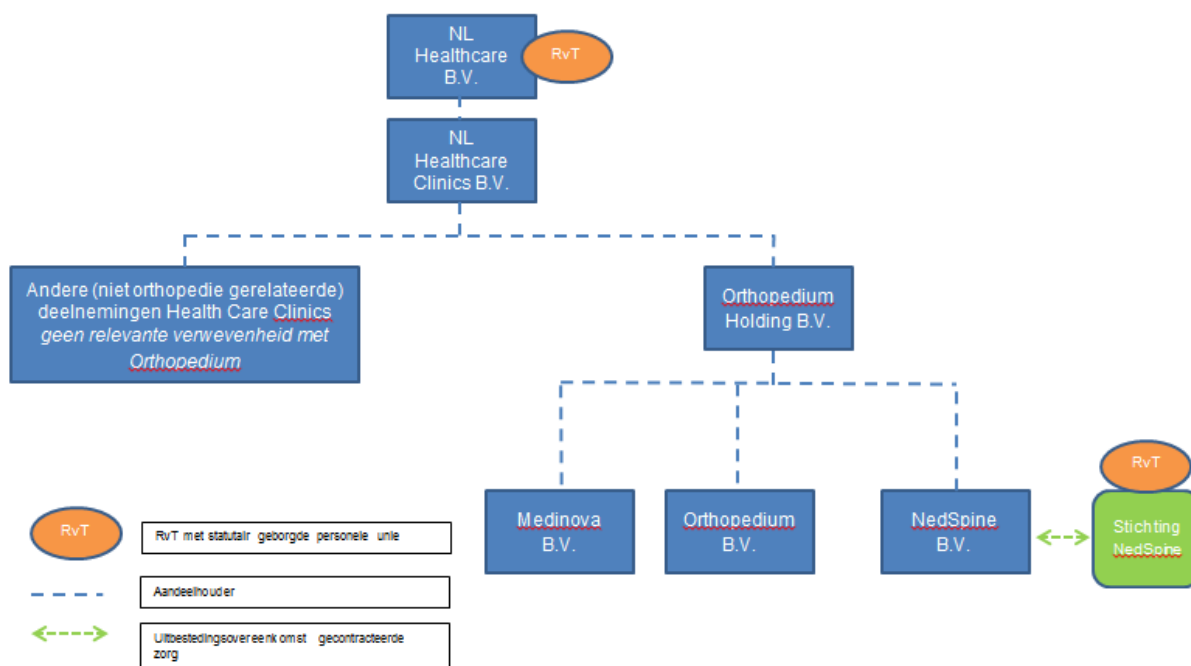 NL
Healthcare
B.V.
RvT
NL
Healthcare
Clinics B.V.
Andere (niet orthopedie gerelateerde)
deelnemingen Health Care Clinics
geen relevante verwevenheid met
Orthopedium
Orthopedium
Holding B.V.
Medinova
B.V.
Orthopedium
B.V.
NedSpine
B.V.
RvT
Stichting
NedSpine
RvT
RvT met statutair geborgde personele unie
Aandeelhouder
Uitbestedingsovereenkomst gecontracteerde
zorg